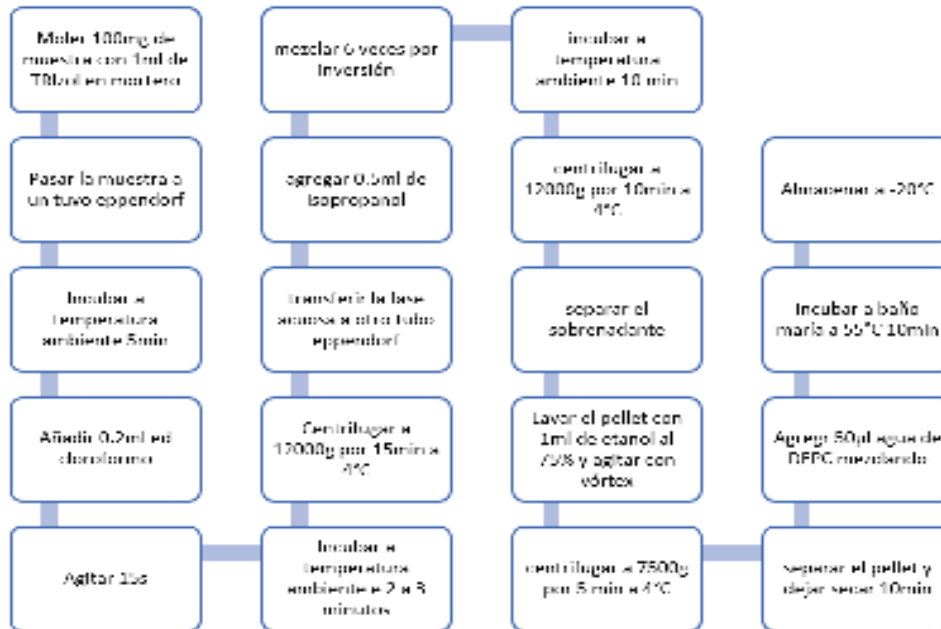 Moler 100mg de
muestra con 1ml de
TRIzol en mortero
Pasar la muestra a
un tuvo eppendorf
Incubar a
temperatura
ambiente 5min
Añadir 0.2ml ed
cloroformo
Agitar 15s
Incubar a
temperatura
ambiente 2 a 3
minutos
Centrifugar a
12000g por 15min a
4°C
transferir la fase
acuosa a otro tubo
eppendorf
agregar 0.5ml de
Isopropanol
mezclar 6 veces por
Inversión
incubar a
temperatura
ambiente 10 min
centrifugar a
12000g por 10min a
4°C
separar el
sobrenadante
Lavar el pellet con
1ml de etanol al
75% y agitar con
vórtex
centrifugar a 7500g
por 5 min a 4°C
separar el pellet y
dejar secar 10min
Agregr 50µl agua de
DEPC mezclando
Incubar a baño
maría a 55°C 10min
Almacenar a -20°C